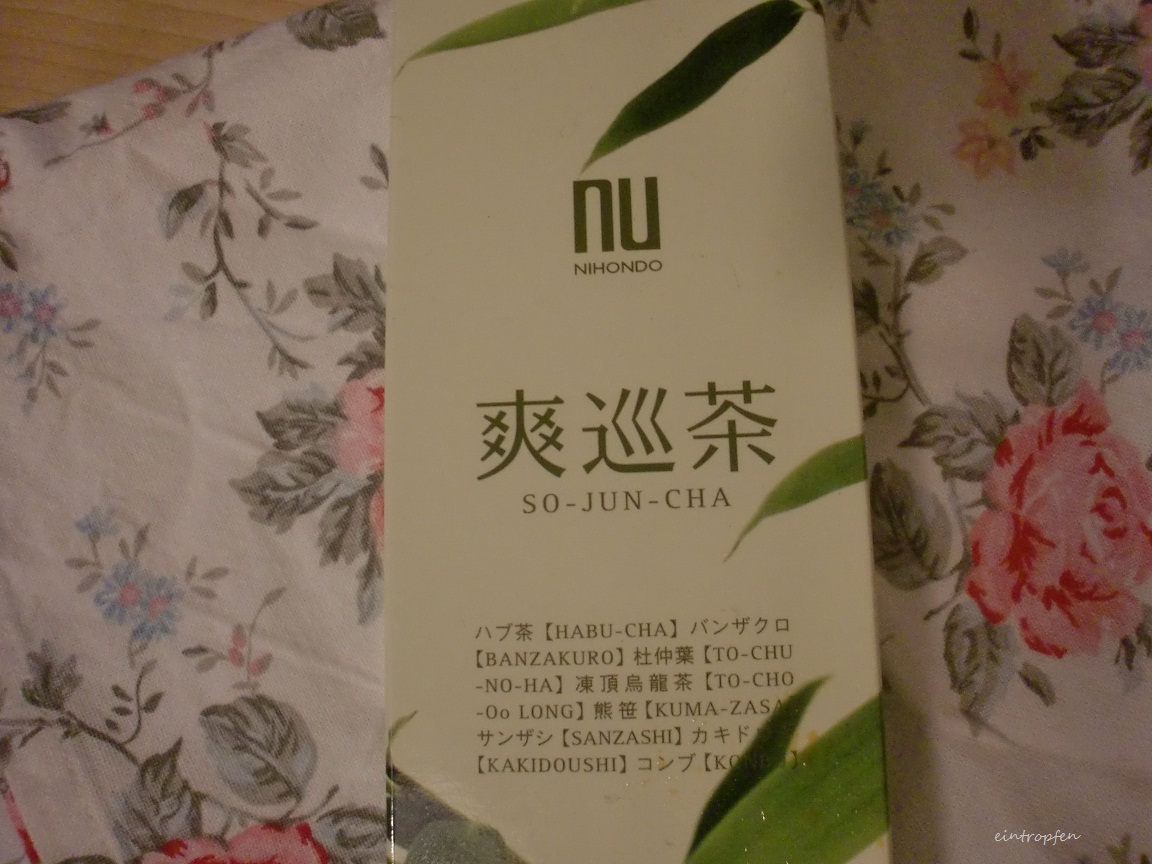 nu
NIHONDO
爽巡茶
SO-JUN-CHA
ハブ茶【HABU-CHA】バンザクロ
【BANZAKURO】杜仲葉【TO-CHU
-NO-HA】凍頂烏龍茶【TO-CHO
-Oo LONG】熊笹【KUMA-ZASA
サンザシ【SANZASHI】カキド
【KAKIDOUSHI】コンブ
eintropfen